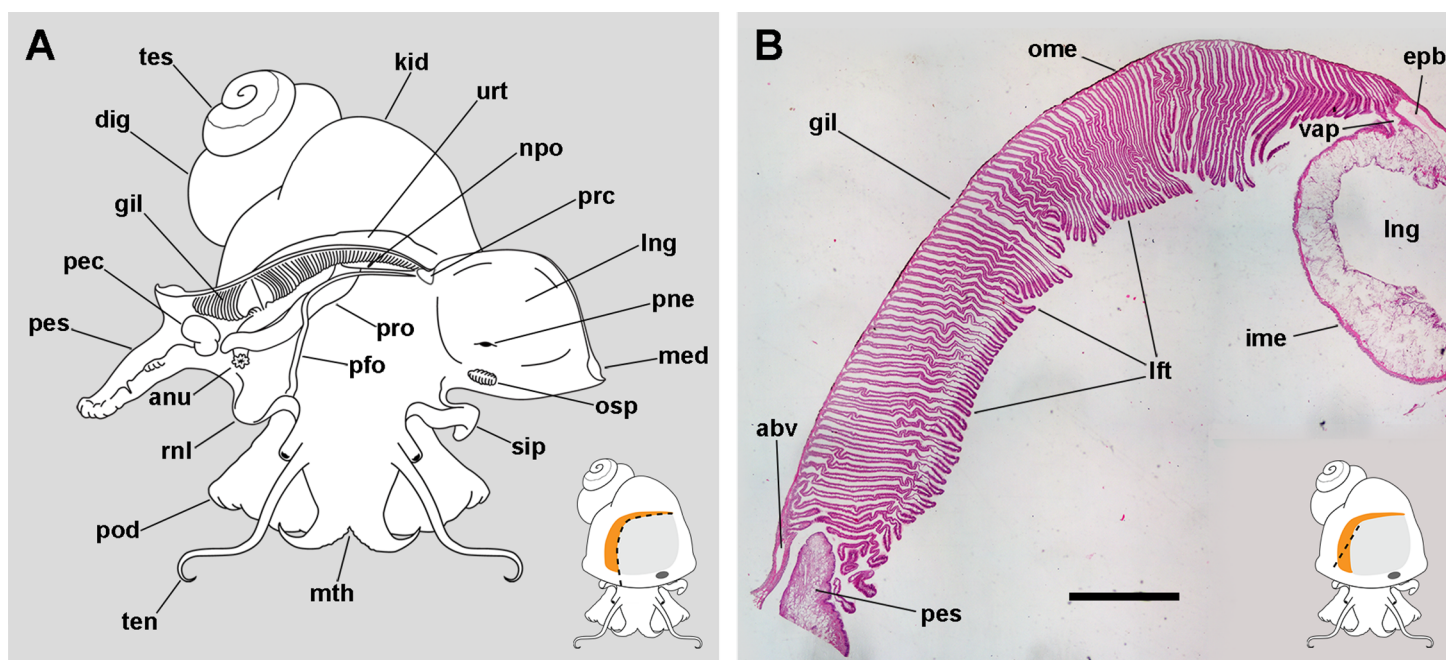 A
tes
kid
urt
dig
npo
gil
prc
lng
pec
pne
pes
pro
med
pfo
anu
osp
rnl
sip
pod
mth
ten
B
ome
epb
gil
vap
lng
ime
lft
abv
pes